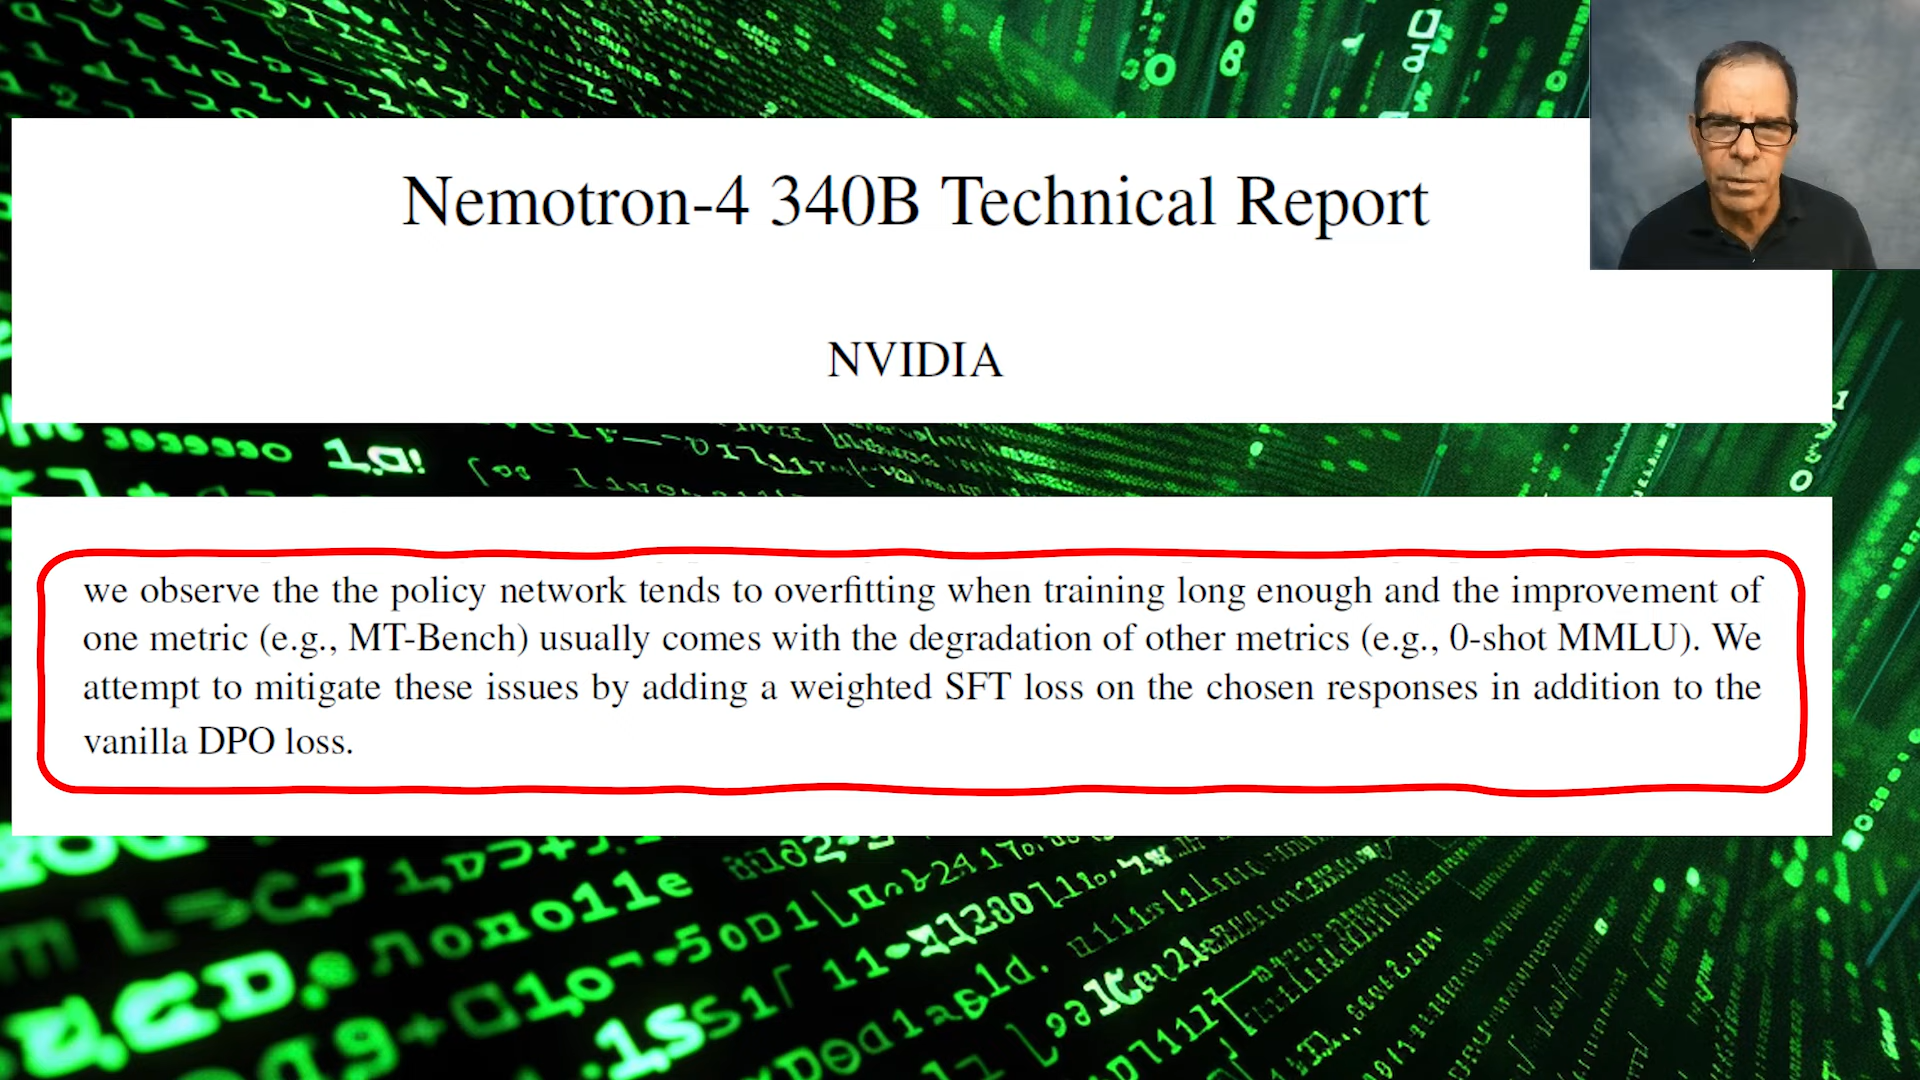 Nemotron-4 340B Technical Report
NVIDIA
we observe the the policy network tends to overfitting when training long enough and the improvement of
one metric (e.g., MT-Bench) usually comes with the degradation of other metrics (e.g., 0-shot MMLU). We
attempt to mitigate these issues by adding a weighted SFT loss on the chosen responses in addition to the
vanilla DPO loss.